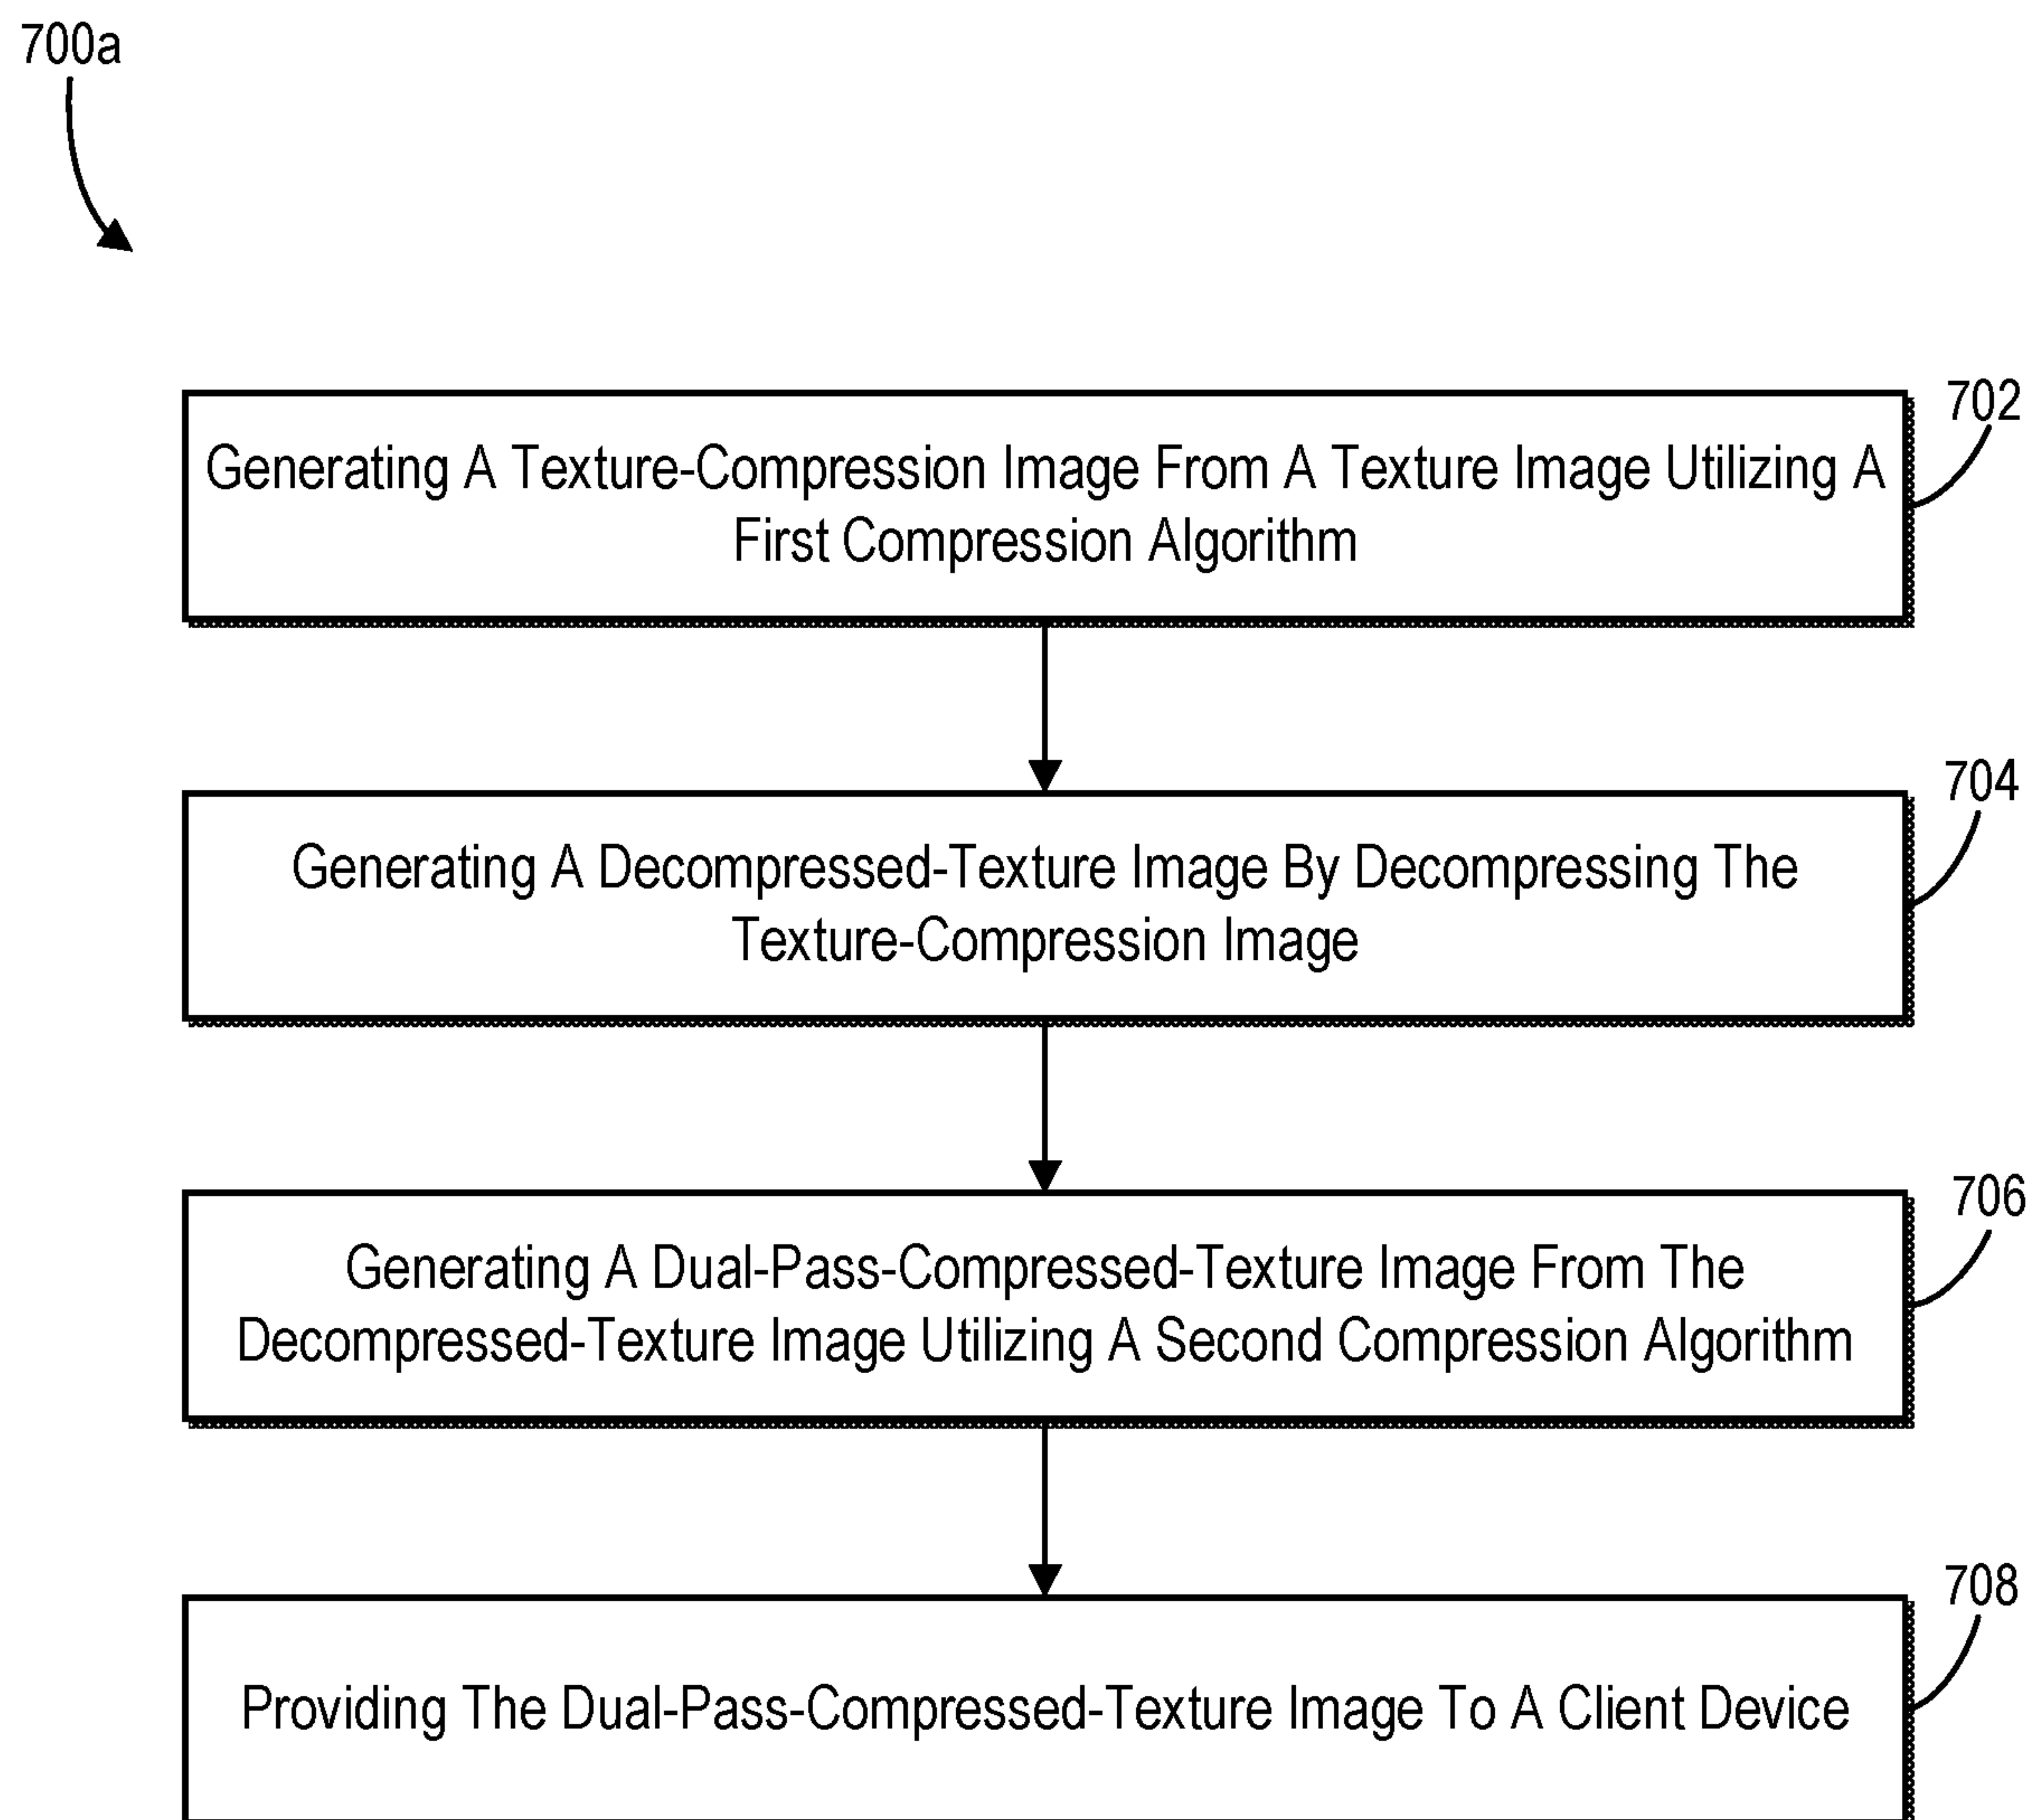 700a
702
Generating A Texture-Compression Image From A Texture Image Utilizing A
First Compression Algorithm
704
Generating A Decompressed-Texture Image By Decompressing The
Texture-Compression Image
706
Generating A Dual-Pass-Compressed-Texture Image From The
Decompressed-Texture Image Utilizing A Second Compression Algorithm
708
Providing The Dual-Pass-Compressed-Texture Image To A Client Device